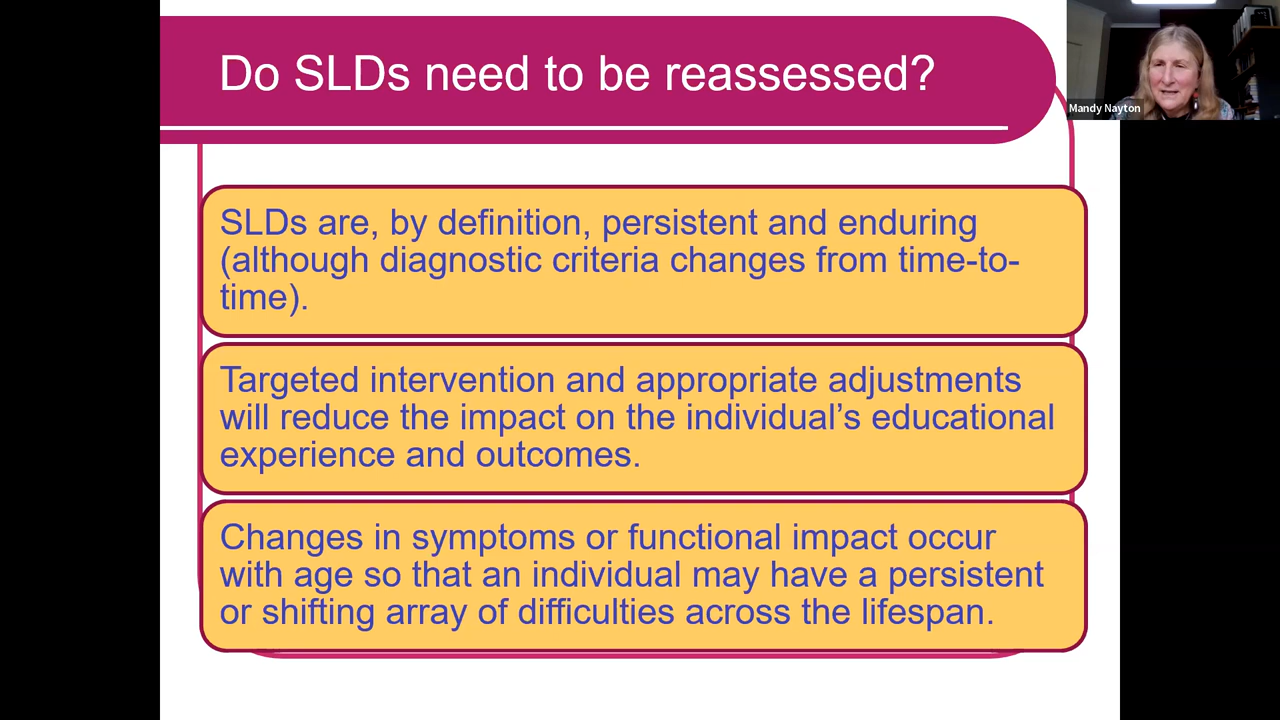 Do SLDs need to be reassessed?
Mandy Nayton
SLDs are, by definition, persistent and enduring
(although diagnostic criteria changes from time-to-
time).
Targeted intervention and appropriate adjustments
will reduce the impact on the individual’s educational
experience and outcomes.
Changes in symptoms or functional impact occur
with age so that an individual may have a persistent
or shifting array of difficulties across the lifespan.